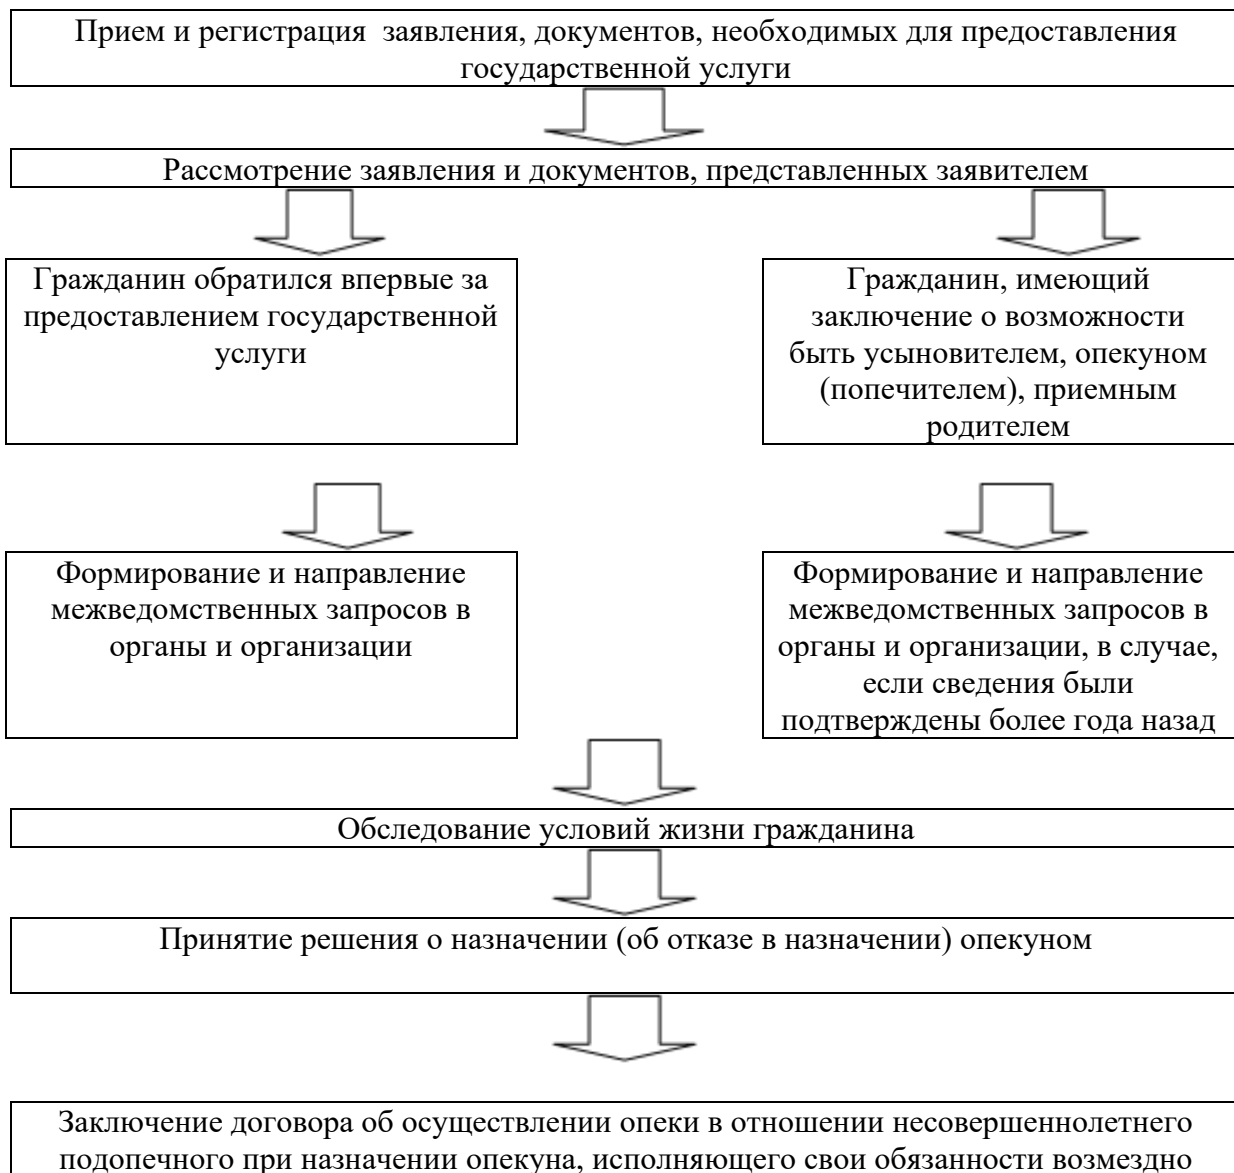 Прием и регистрация  заявления, документов, необходимых для предоставления
государственной услуги
Рассмотрение заявления и документов, представленных заявителем
Гражданин обратился впервые за
предоставлением государственной
услуги
Гражданин, имеющий
заключение о возможности
быть усыновителем, опекуном
(попечителем), приемным
родителем
Формирование и направление
межведомственных запросов в
органы и организации
Формирование и направление
межведомственных запросов в
органы и организации, в случае,
если сведения были
подтверждены более года назад
Обследование условий жизни гражданина
Принятие решения о назначении (об отказе в назначении) опекуном
Заключение договора об осуществлении опеки в отношении несовершеннолетнего
подопечного при назначении опекуна, исполняющего свои обязанности возмездно